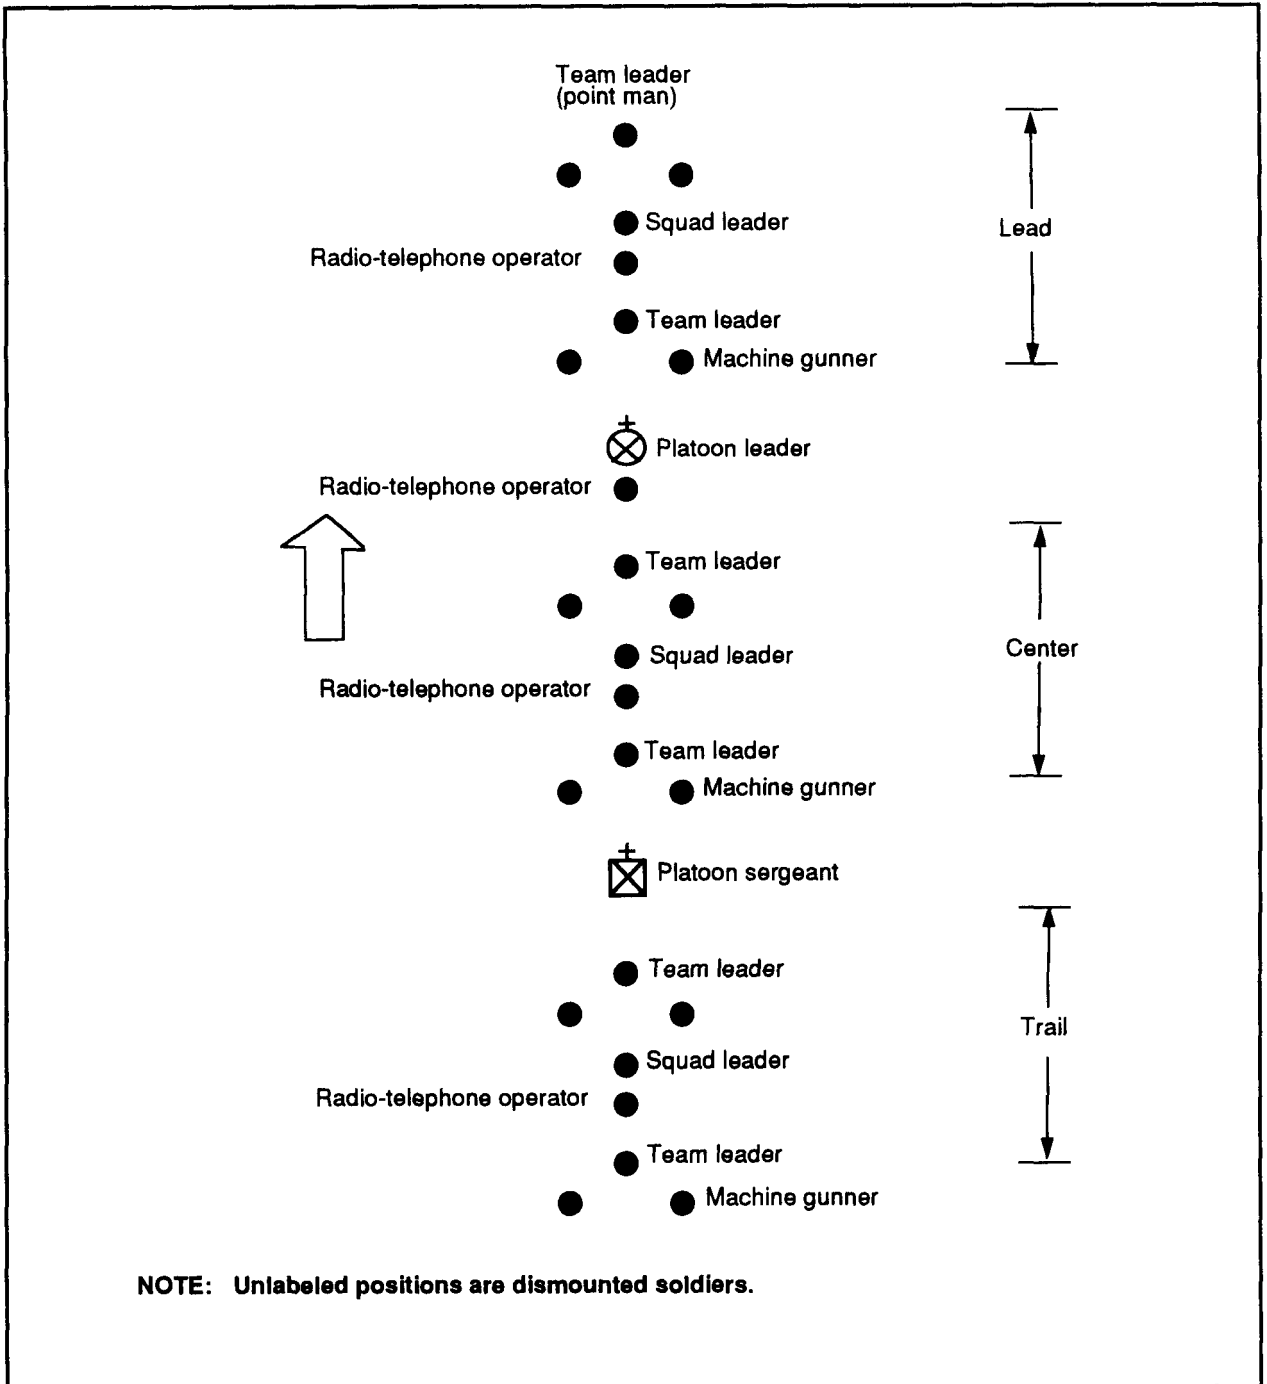 Team leader
(point man)
Squad leader
Lead
Radio-telephone operator
Team leader
Machine gunner
Platoon leader
Radio-telephone operator
Team leader
Center
Squad leader
Radio-telephone operator
Team leader
Machine gunner
Platoon sergeant
Team leader
Trail
Squad leader
Radio-telephone operator
Team leader
Machine gunner
NOTE: Unlabeled positions are dismounted soldiers.